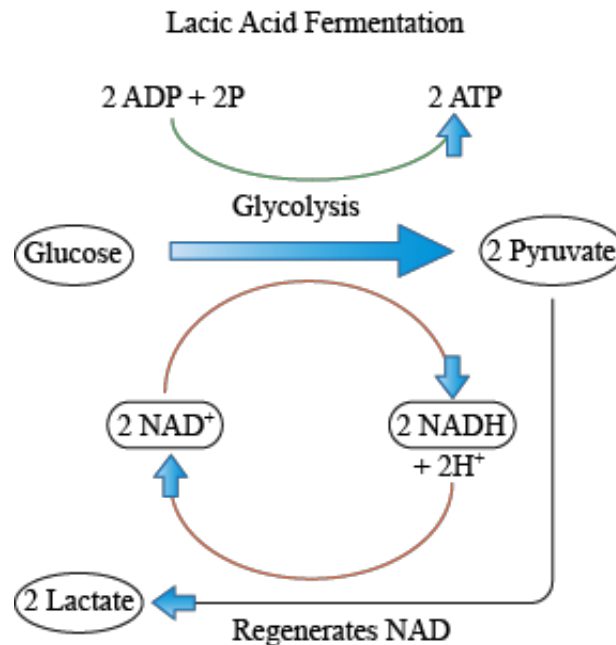 Lacic Acid Fermentation
2 ADP + 2P
2 ATP
Glycolysis
Glucose
2 Pyruvate
2 NAD⁺
2 NADH
+ 2H⁺
2 Lactate
Regenerates NAD